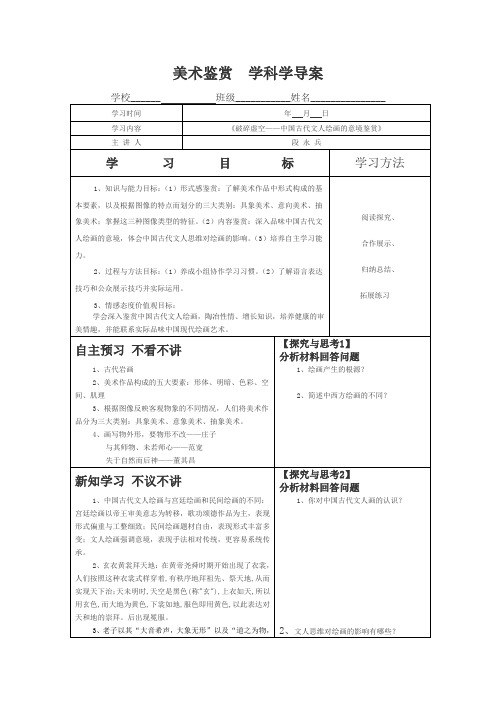 美术鉴赏 学科学导案
学校______ ___________班级___________姓名_______________
学习时间 年___月___日
学习内容 《破碎虚空——中国古代文人绘画的意境鉴赏》
主 讲 人 段 永 兵
学 习 目 标 学习方法
1、知识与能力目标：（1）形式感鉴赏：了解美术作品中形式构成的基
本要素，以及根据图像的特点而划分的三大类别：具象美术、意向美术、抽
象美术；掌握这三种图像类型的特征。（2）内容鉴赏：深入品味中国古代文
人绘画的意境，体会中国古代文人思维对绘画的影响。（3）培养自主学习能
力。
2、过程与方法目标：（1）养成小组协作学习习惯。（2）了解语言表达
技巧和公众展示技巧并实际运用。
3、情感态度价值观目标：
学会深入鉴赏中国古代文人绘画，陶冶性情。增长知识，培养健康的审
美情趣，并能联系实际品味中国现代绘画艺术。
阅读探究、
合作展示、
归纳总结、
拓展练习
自主预习 不看不讲
1、古代岩画
2、美术作品构成的五大要素：形体、明暗、色彩、空
间、肌理
3、根据图像反映客观物象的不同情况，人们将美术作
品分为三大类别：具象美术、意象美术、抽象美术。
4、画写物外形，要物形不改——庄子
与其师物、未若师心——范宽
失于自然而后神——董其昌
【探究与思考1】
分析材料回答问题
1、绘画产生的根源？
2、简述中西方绘画的不同？
新知学习 不议不讲
1、中国古代文人绘画与宫廷绘画和民间绘画的不同：
宫廷绘画以帝王审美意志为转移，歌功颂德作品为主，表现
形式偏重与工整细致；民间绘画题材自由，表现形式丰富多
变；文人绘画强调意境，表现手法相对传统，更容易系统传
承。
2、玄衣黄裳拜天地：在黄帝尧舜时期开始出现了衣裳，
人们按照这种衣裳式样穿着,有秩序地拜祖先、祭天地,从而
实现天下治;天未明时,天空是黑色(称"玄"),上衣如天,所以
用玄色,而大地为黄色,下裳如地,服色即用黄色,以此表达对
天和地的崇拜。后出现冕服。
3、老子以其“大音希声，大象无形”以及“道之为物，
【探究与思考2】
分析材料回答问题
1、你对中国古代文人画的认识？
2、文人思维对绘画的影响有哪些？